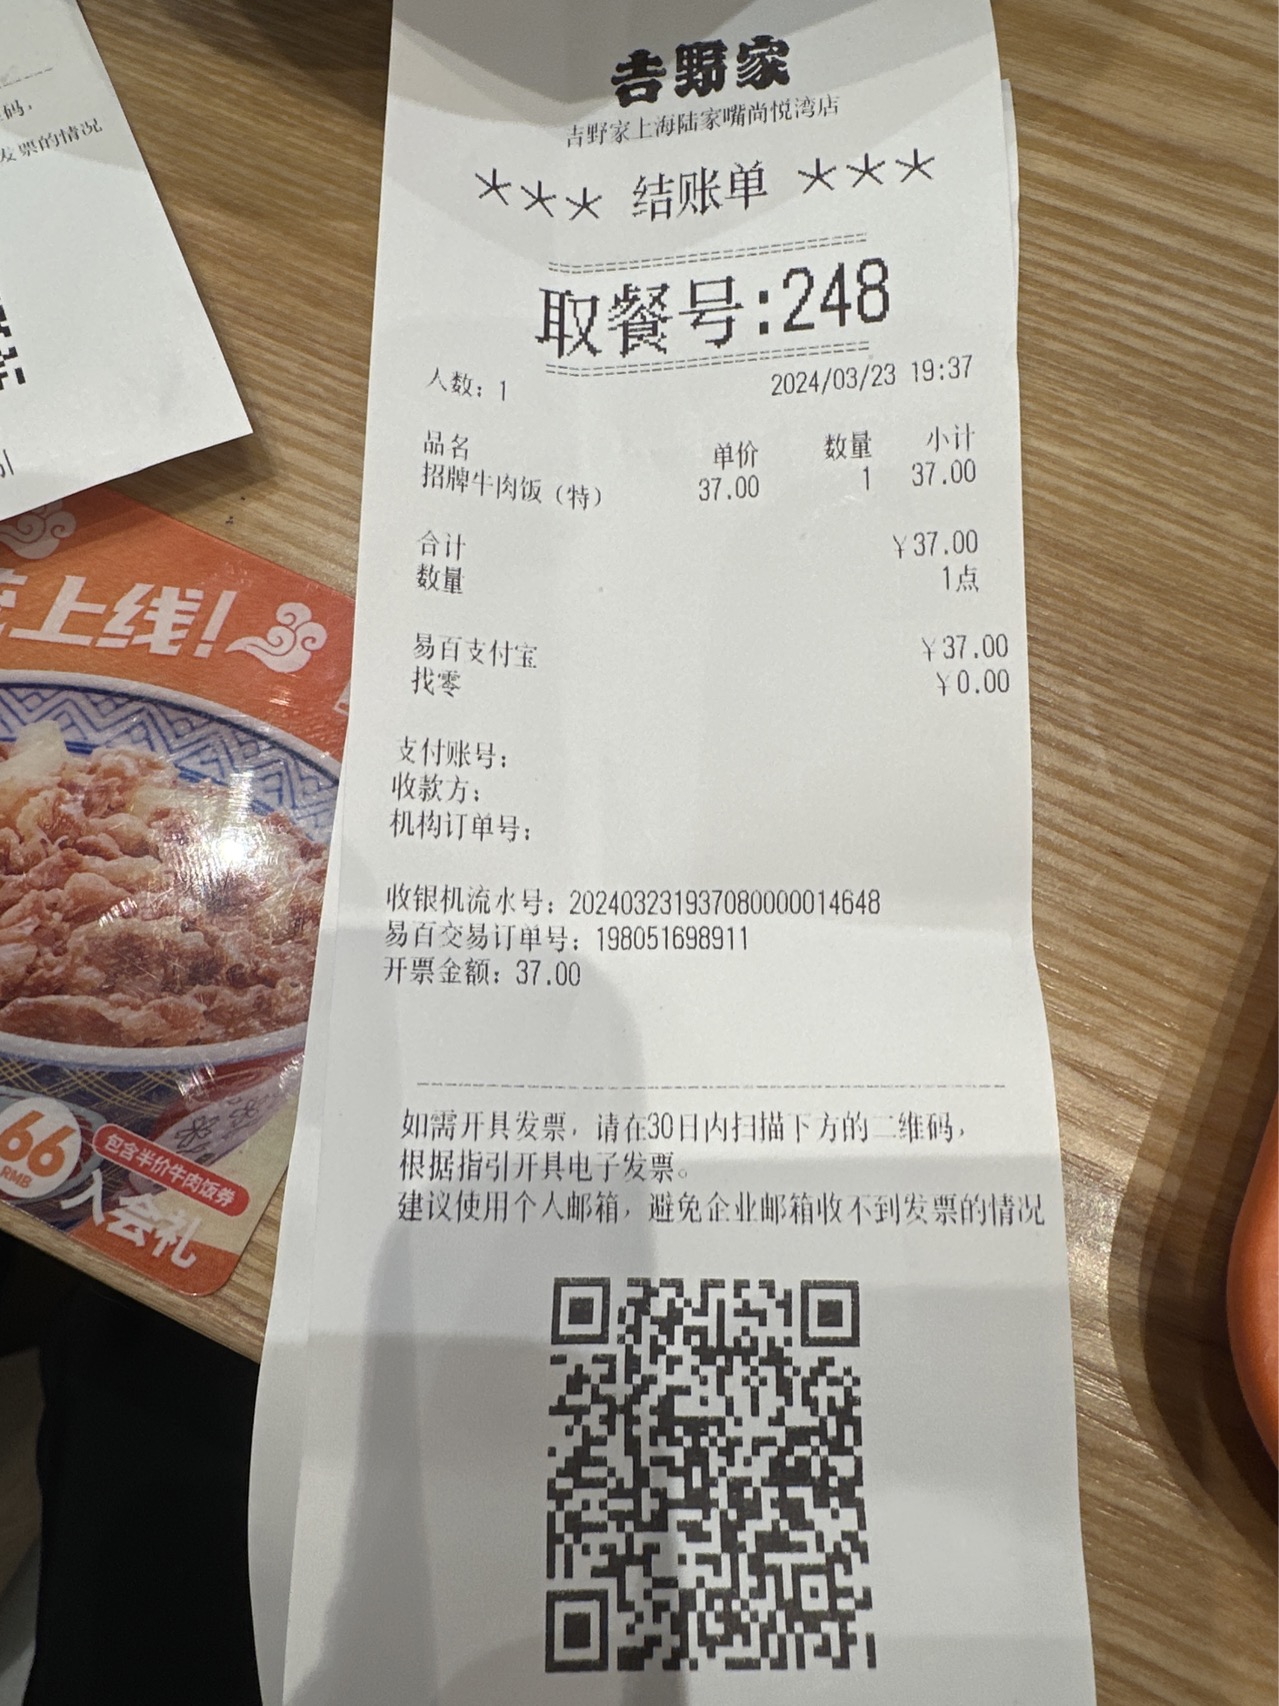 吉野家
吉野家上海陆家嘴尚悦湾店
*** 结账单 ***
取餐号:248
人数: 1 2024/03/23 19:37
品名 单价 数量 小计
招牌牛肉饭（特） 37.00 1 37.00
合计 ¥37.00
数量 1点
易百支付宝 ¥37.00
找零 ¥0.00
支付账号:
收款方:
机构订单号:
收银机流水号: 202403231937080000014648
易百交易订单号: 198051698911
开票金额: 37.00
如需开具发票，请在30日内扫描下方的二维码，
根据指引开具电子发票。
建议使用个人邮箱，避免企业邮箱收不到发票的情况
码，
发票的情况
上线!
66
RMB
包含半价牛肉饭券
入会礼